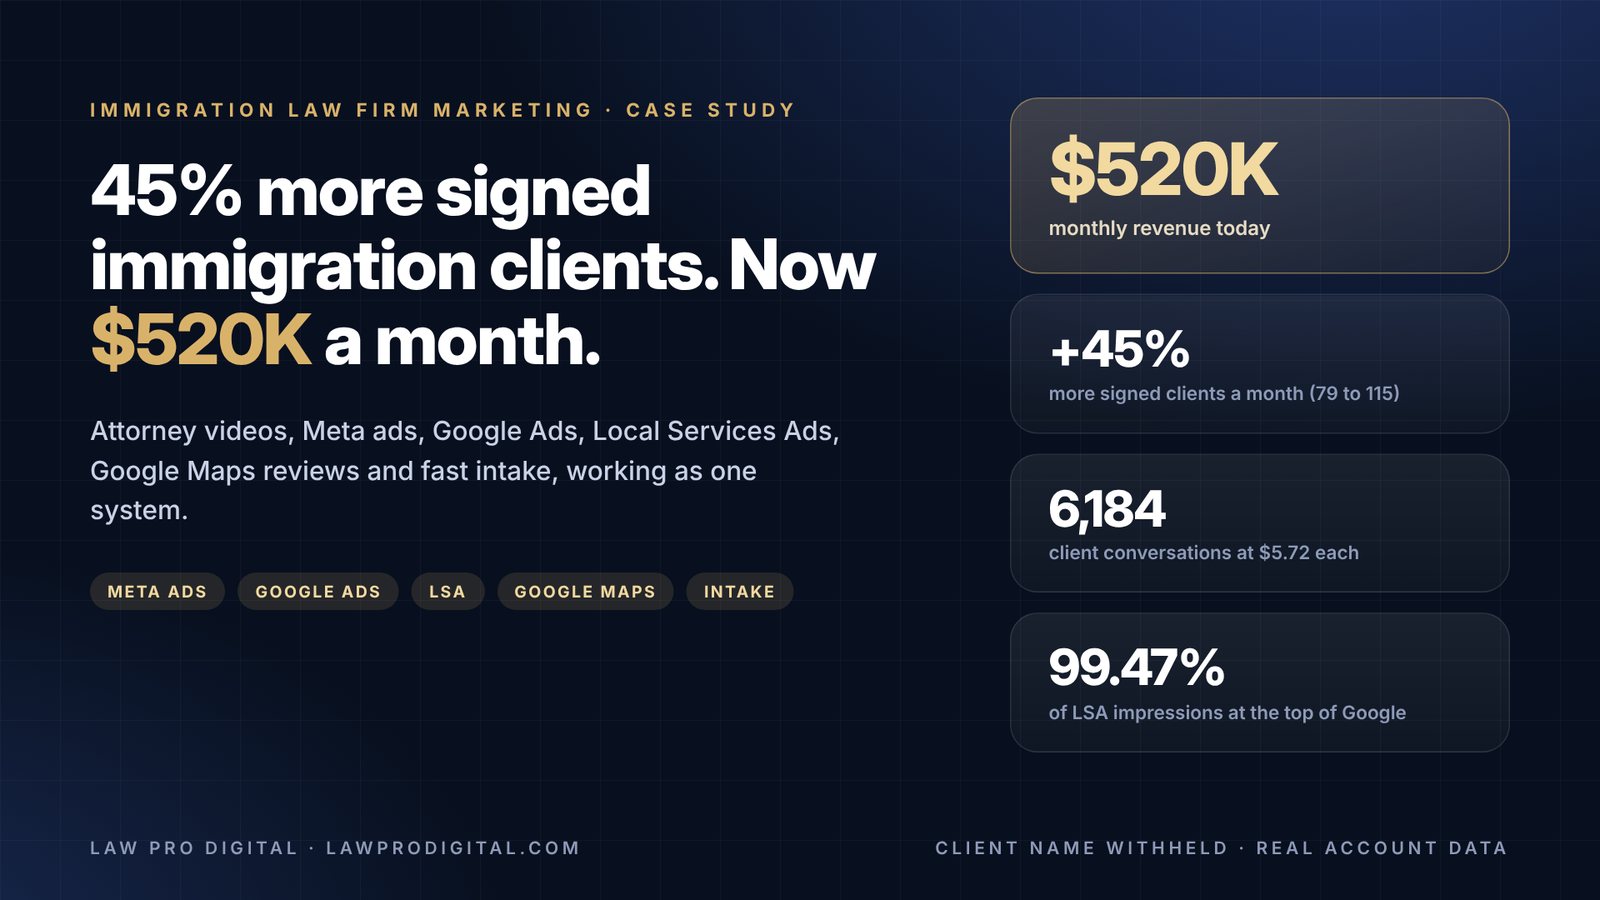 IMMIGRATION LAW FIRM MARKETING · CASE STUDY
45% more signed
immigration clients. Now
$520K a month.
Attorney videos, Meta ads, Google Ads, Local Services Ads,
Google Maps reviews and fast intake, working as one
system.
META ADS
GOOGLE ADS
LSA
GOOGLE MAPS
INTAKE
$520K
monthly revenue today
+45%
more signed clients a month (79 to 115)
6,184
client conversations at $5.72 each
99.47%
of LSA impressions at the top of Google
LAW PRO DIGITAL · LAWPRODIGITAL.COM
CLIENT NAME WITHHELD · REAL ACCOUNT DATA